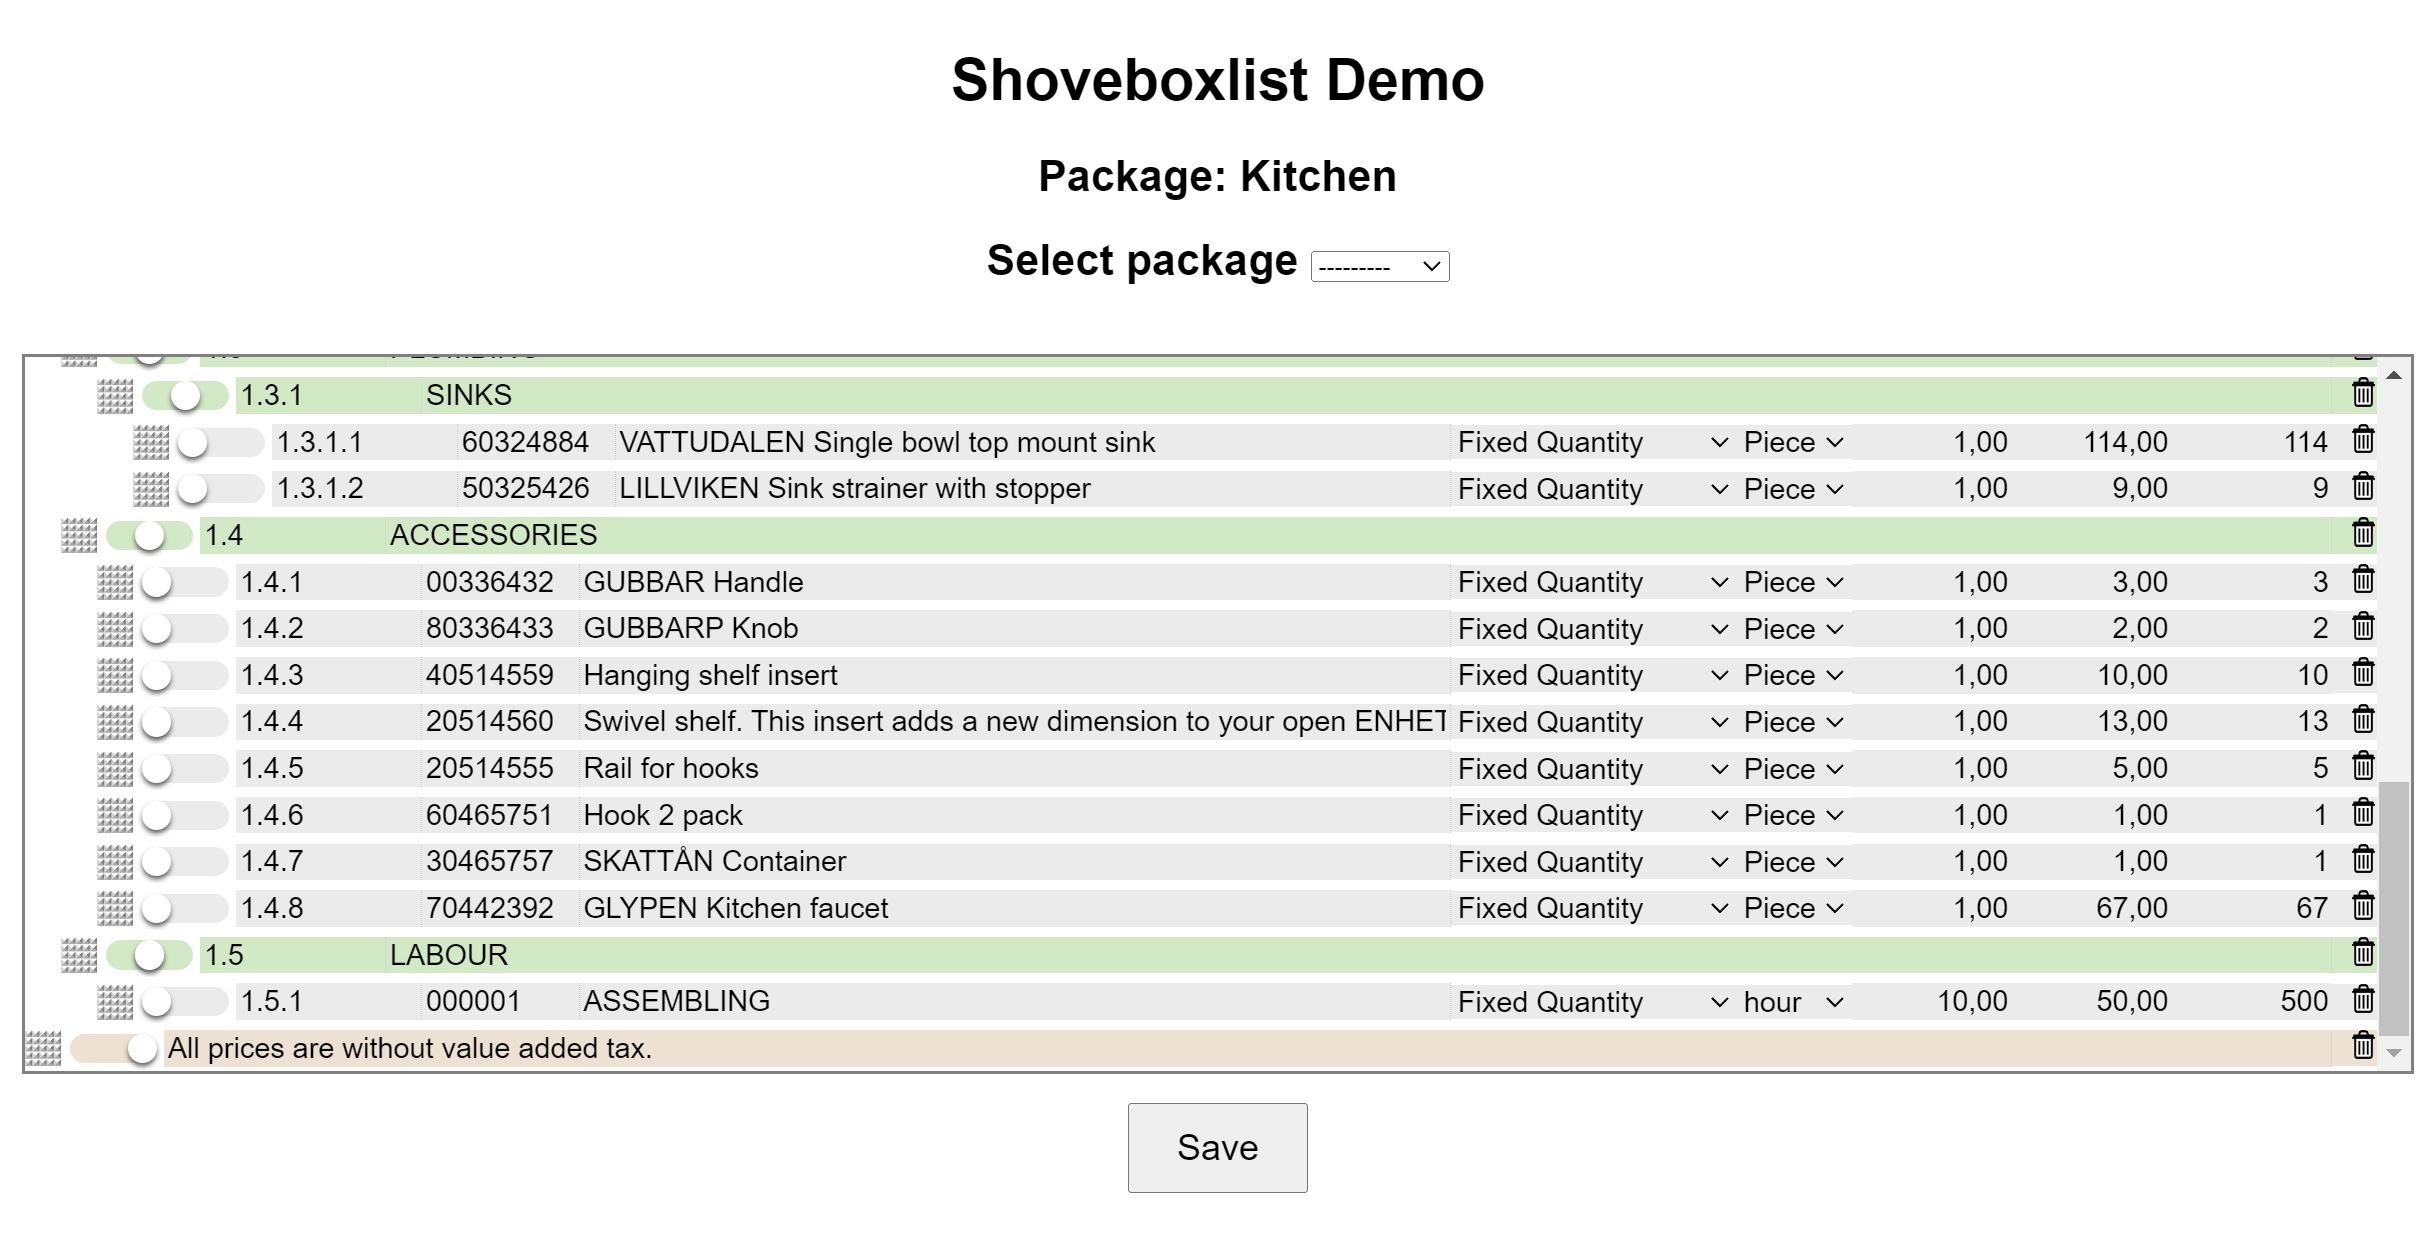 Shoveboxlist Demo
Package: Kitchen
Select package ---------
1.3.1 SINKS
1.3.1.1 60324884 VATTUDALEN Single bowl top mount sink Fixed Quantity Piece 1,00 114,00 114
1.3.1.2 50325426 LILLVIKEN Sink strainer with stopper Fixed Quantity Piece 1,00 9,00 9
1.4 ACCESSORIES
1.4.1 00336432 GUBBAR Handle Fixed Quantity Piece 1,00 3,00 3
1.4.2 80336433 GUBBARP Knob Fixed Quantity Piece 1,00 2,00 2
1.4.3 40514559 Hanging shelf insert Fixed Quantity Piece 1,00 10,00 10
1.4.4 20514560 Swivel shelf. This insert adds a new dimension to your open ENHET Fixed Quantity Piece 1,00 13,00 13
1.4.5 20514555 Rail for hooks Fixed Quantity Piece 1,00 5,00 5
1.4.6 60465751 Hook 2 pack Fixed Quantity Piece 1,00 1,00 1
1.4.7 30465757 SKATTÅN Container Fixed Quantity Piece 1,00 1,00 1
1.4.8 70442392 GLYPEN Kitchen faucet Fixed Quantity Piece 1,00 67,00 67
1.5 LABOUR
1.5.1 000001 ASSEMBLING Fixed Quantity hour 10,00 50,00 500
All prices are without value added tax.
Save